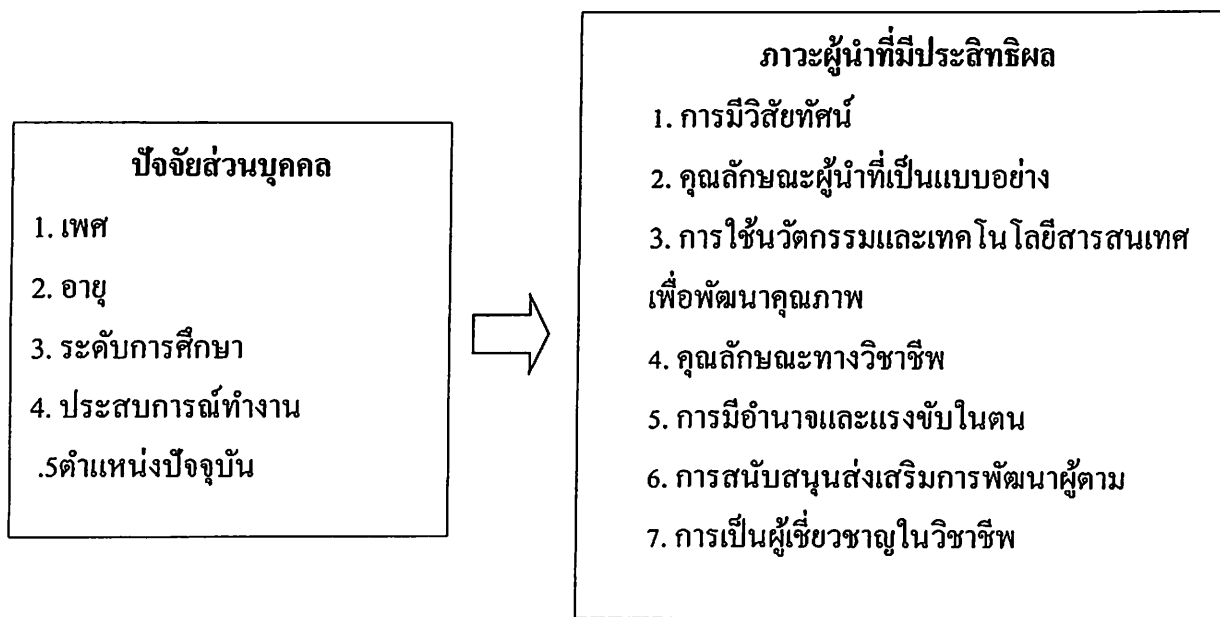 ปัจจัยส่วนบุคคล
1. เพศ
2. อายุ
3. ระดับการศึกษา
4. ประสบการณ์ทำงาน
.5ตำแหน่งปัจจุบัน
ภาวะผู้นำที่มีประสิทธิผล
1. การมีวิสัยทัศน์
2. คุณลักษณะผู้นำที่เป็นแบบอย่าง
3. การใช้นวัตกรรมและเทคโนโลยีสารสนเทศ
เพื่อพัฒนาคุณภาพ
4. คุณลักษณะทางวิชาชีพ
5. การมีอำนาจและแรงขับในตน
6. การสนับสนุนส่งเสริมการพัฒนาผู้ตาม
7. การเป็นผู้เชี่ยวชาญในวิชาชีพ